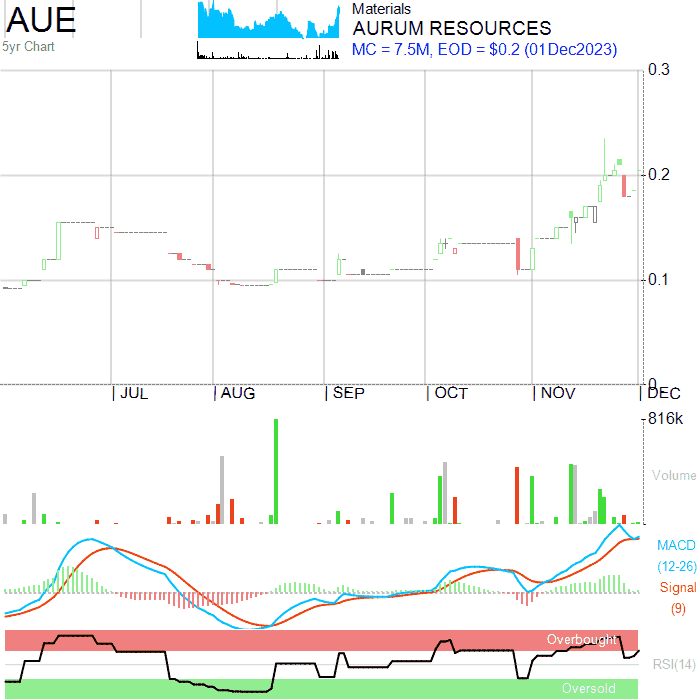 AUE
Materials
AURUM RESOURCES
5yr Chart
MC = 7.5M, EOD = $0.2 (01Dec2023)
0.3
0.2
0.1
0
JUL
AUG
SEP
OCT
NOV
DEC
816k
Volume
MACD
(12-26)
Signal
(9)
Overbought
RSI(14)
Oversold